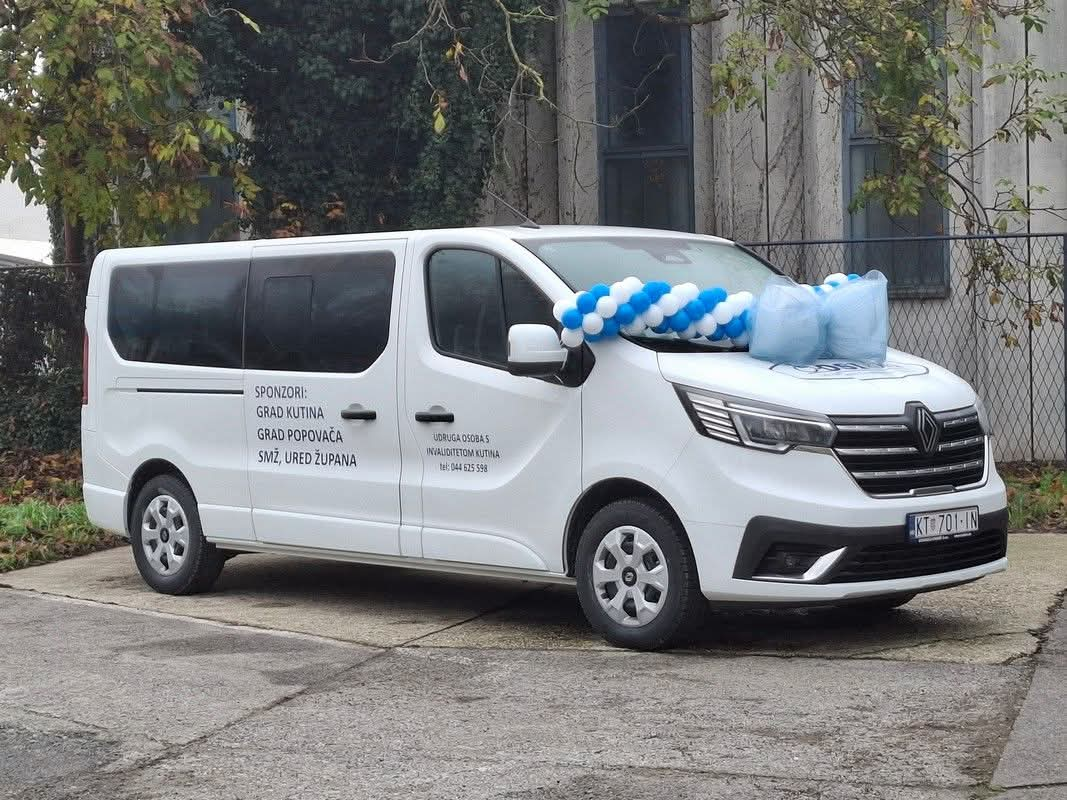 SPONZORI:
GRAD KUTINA
GRAD POPOVAČA
SMŽ, URED ŽUPANA
UDRUGA OSOBA S
INVALIDITETOM KUTINA
tel: 044 625 598
KT 701-IN